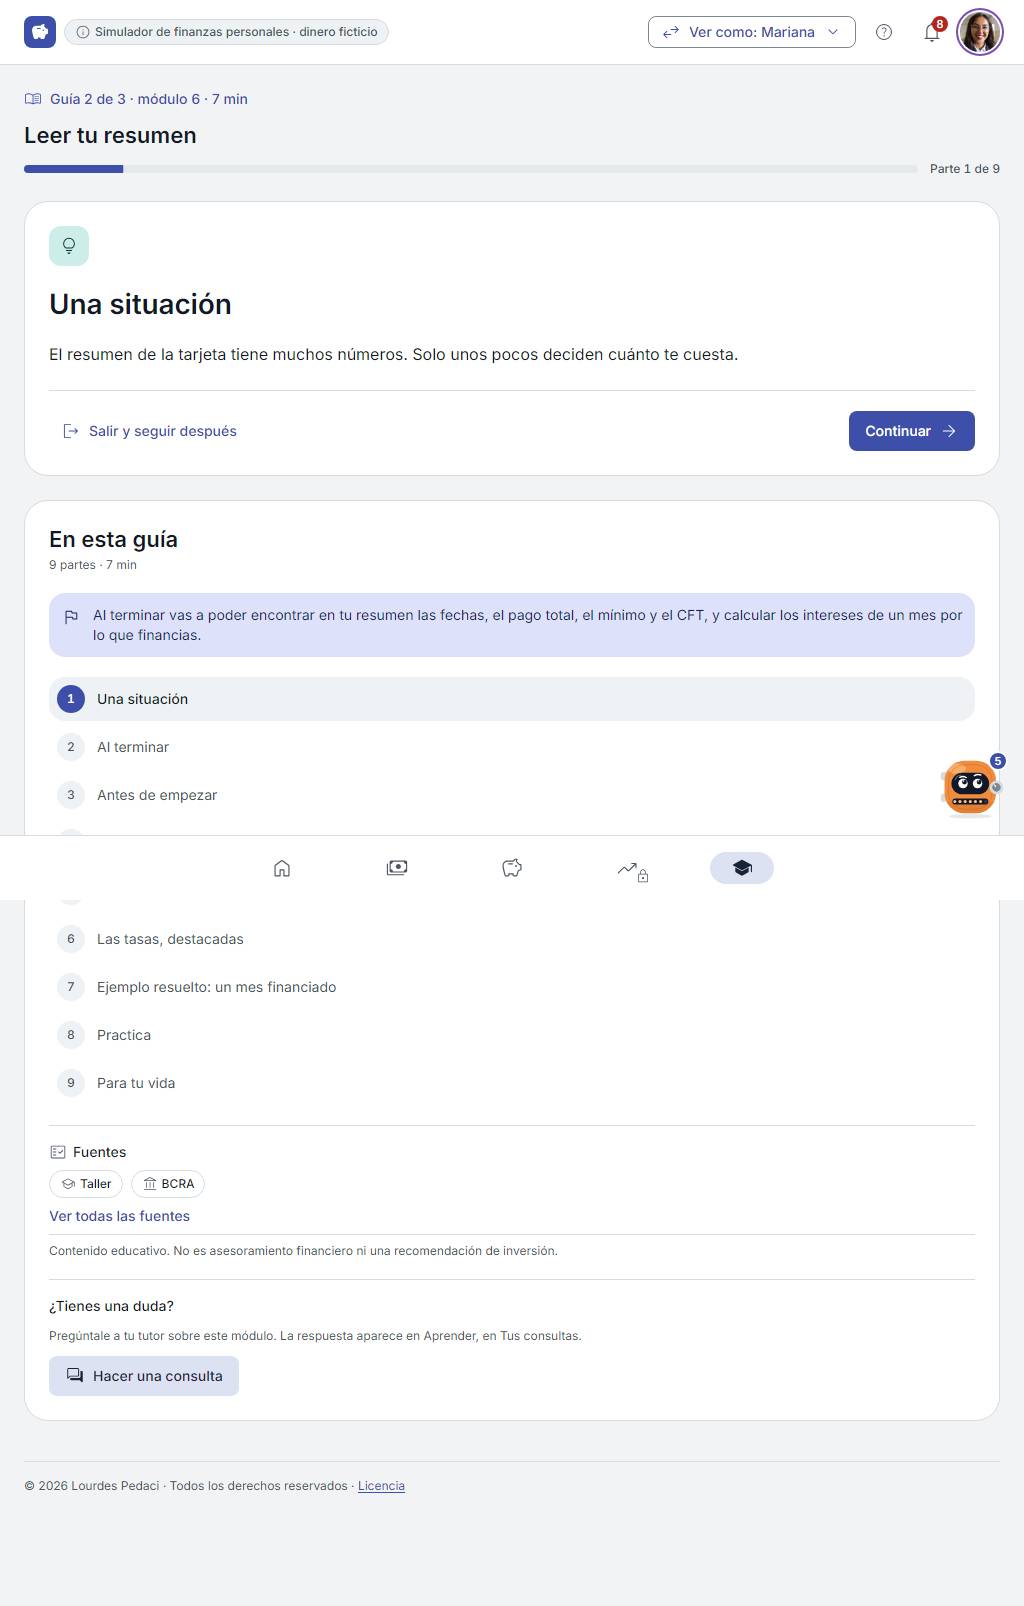 Simulador de finanzas personales · dinero ficticio
Ver como: Mariana
8
Guía 2 de 3 · módulo 6 · 7 min
Leer tu resumen
Parte 1 de 9
Una situación
El resumen de la tarjeta tiene muchos números. Solo unos pocos deciden cuánto te cuesta.
Salir y seguir después
Continuar
En esta guía
9 partes · 7 min
Al terminar vas a poder encontrar en tu resumen las fechas, el pago total, el mínimo y el CFT, y calcular los intereses de un mes por
lo que financias.
1 Una situación
2 Al terminar
3 Antes de empezar
5
6 Las tasas, destacadas
7 Ejemplo resuelto: un mes financiado
8 Practica
9 Para tu vida
Fuentes
Taller
BCRA
Ver todas las fuentes
Contenido educativo. No es asesoramiento financiero ni una recomendación de inversión.
¿Tienes una duda?
Pregúntale a tu tutor sobre este módulo. La respuesta aparece en Aprender, en Tus consultas.
Hacer una consulta
© 2026 Lourdes Pedaci · Todos los derechos reservados · Licencia